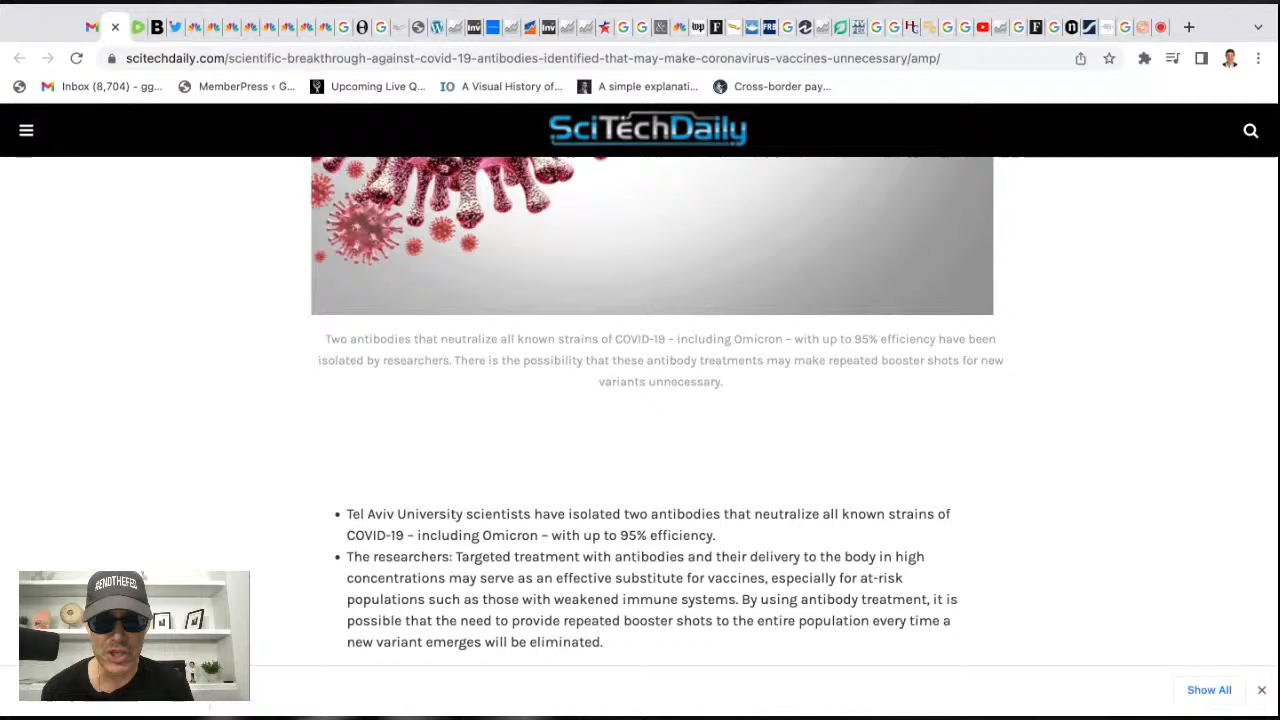 scitechdaily.com/scientific-breakthrough-against-covid-19-antibodies-identified-that-may-make-coronavirus-vaccines-unnecessary/amp/
Inbox (8,704) - gg...
MemberPress ‹ G...
Upcoming Live Q...
IO A Visual History of...
A simple explanati...
Cross-border pay...
SciTechDaily
Two antibodies that neutralize all known strains of COVID-19 – including Omicron – with up to 95% efficiency have been
isolated by researchers. There is the possibility that these antibody treatments may make repeated booster shots for new
variants unnecessary.
• Tel Aviv University scientists have isolated two antibodies that neutralize all known strains of
COVID-19 – including Omicron – with up to 95% efficiency.
• The researchers: Targeted treatment with antibodies and their delivery to the body in high
concentrations may serve as an effective substitute for vaccines, especially for at-risk
populations such as those with weakened immune systems. By using antibody treatment, it is
possible that the need to provide repeated booster shots to the entire population every time a
new variant emerges will be eliminated.
Show All